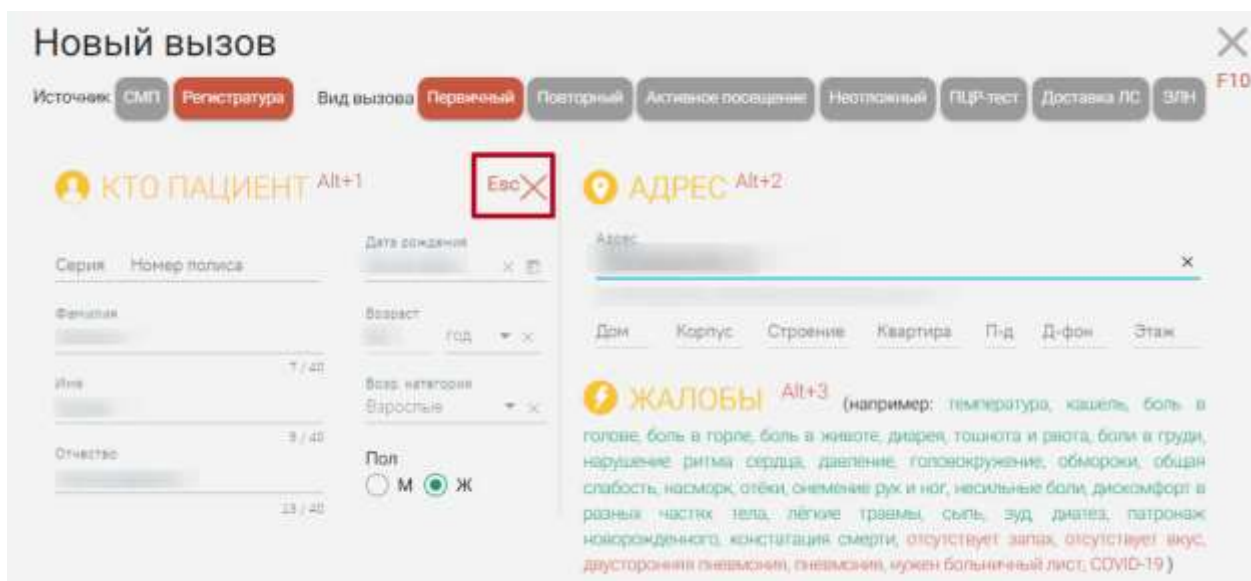 Новый вызов
F10
Источник СМП Регистратура Вид вызова Первичный Повторный Активное посещение Неотложный ПЦР-тест Доставка ЛС ЭЛН
КТО ПАЦИЕНТ Alt+1 Esc
Серия Номер полиса
Дата рождения
Фамилия
7 / 40
Возраст
год
Имя
9 / 40
Возр. категория
Взрослые
Отчество
13 / 40
Пол
М Ж
АДРЕС Alt+2
Адрес
Дом Корпус Строение Квартира П-д Д-фон Этаж
ЖАЛОБЫ Alt+3 (например: температура, кашель, боль в
голове, боль в горле, боль в животе, диарея, тошнота и рвота, боли в груди,
нарушение ритма сердца, давление, головокружение, обмороки, общая
слабость, насморк, отёки, онемение рук и ног, несильные боли, дискомфорт в
разных частях тела, лёгкие травмы, сыпь, зуд, диатез, патронаж
новорожденного, констатация смерти, отсутствует запах, отсутствует вкус,
двусторонняя пневмония, пневмония, нужен больничный лист, COVID-19 )